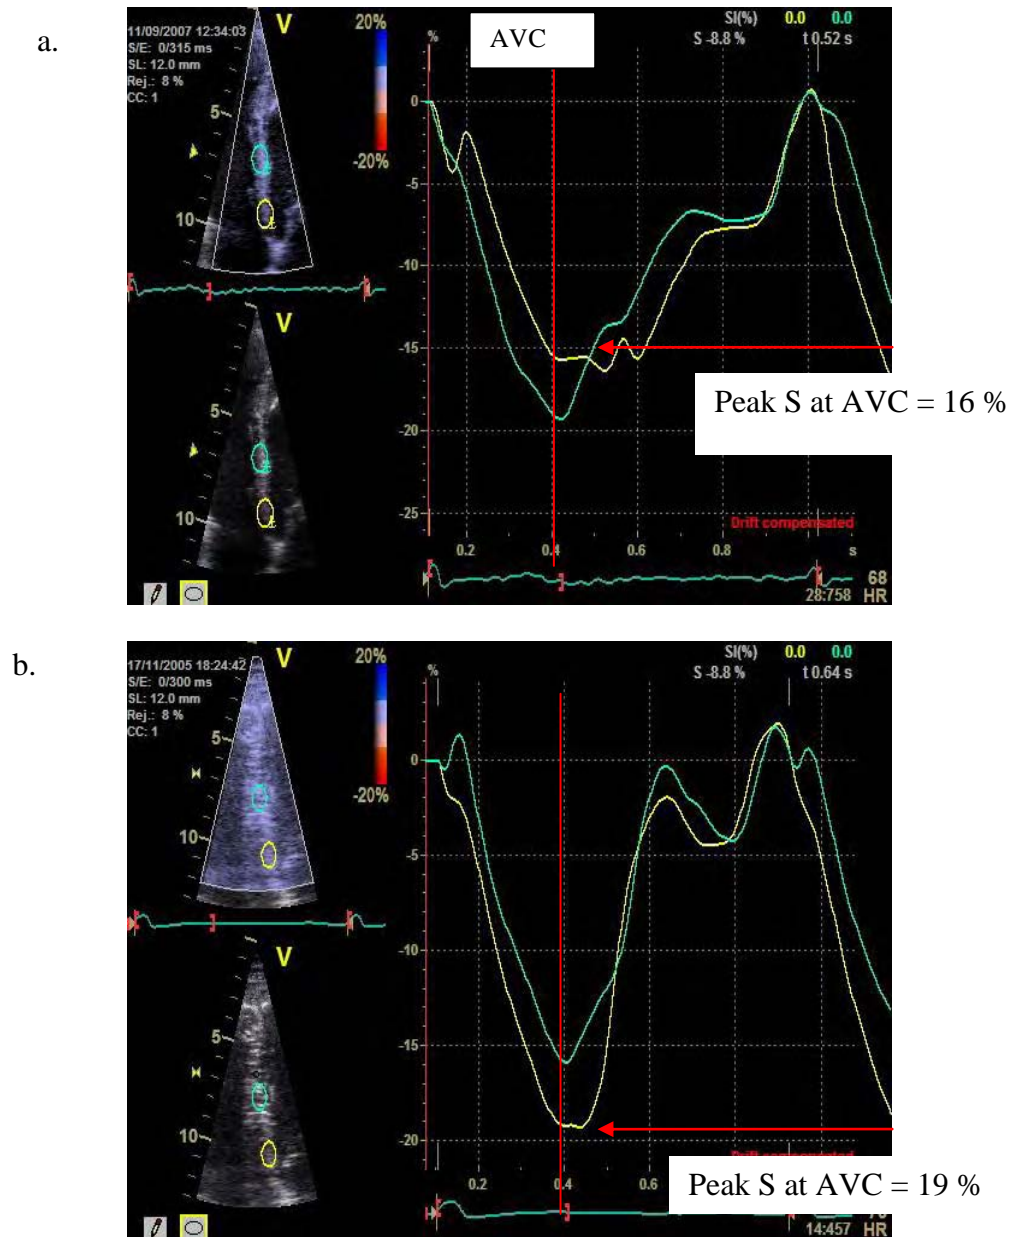 a.
11/09/2007 12:34:03
S/E: 0/315 ms
SL: 12.0 mm
Rej.: 8 %
CC: 1
V
20%
-20%
5
10
V
5
10
AVC
SI(%) 0.0 0.0
S -8.8 % t 0.52 s
%
0
-5
-10
-15
-20
-25
Peak S at AVC = 16 %
Drift compensated
0.2 0.4 0.6 0.8 s
68
28:758 HR
b.
17/11/2005 18:24:42
S/E: 0/300 ms
SL: 12.0 mm
Rej.: 8 %
CC: 1
V
20%
-20%
5
10
V
5
10
SI(%) 0.0 0.0
S -8.8 % t 0.64 s
%
0
-5
-10
-15
-20
0.2 0.4 0.6
Peak S at AVC = 19 %
14:457 HR